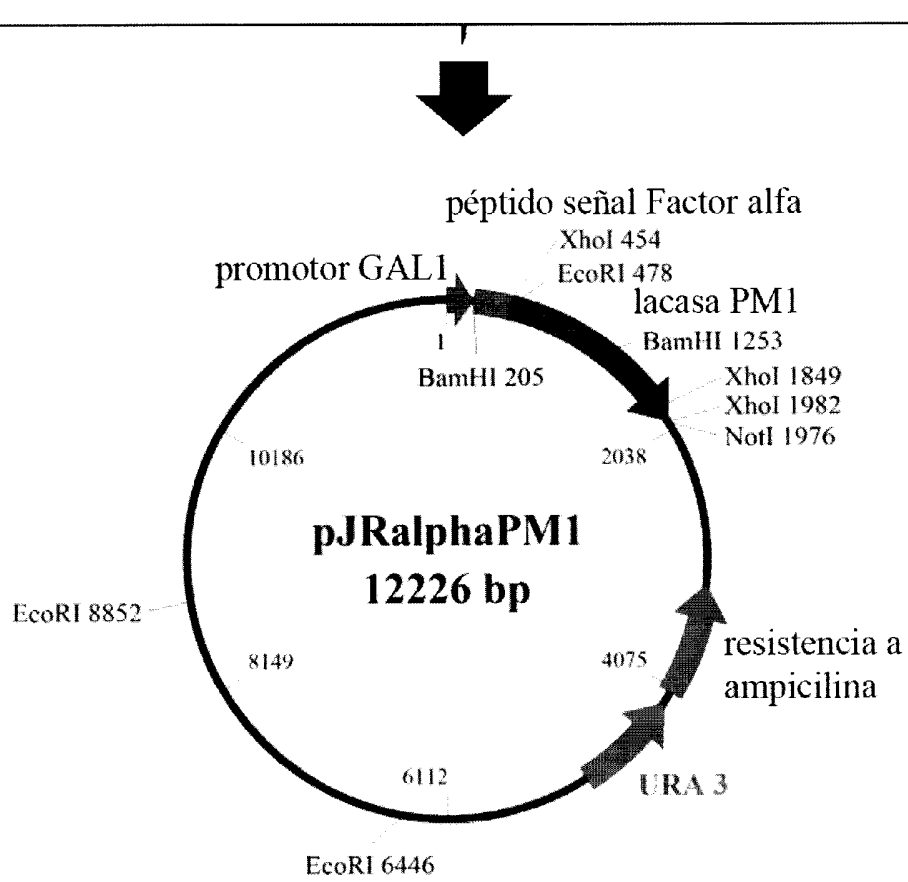 péptido señal Factor alfa
XhoI 454
promotor GAL1
EcoRI 478
lacasa PM1
1
BamHI 1253
BamHI 205
XhoI 1849
XhoI 1982
NotI 1976
10186
2038
pJRalphaPM1
12226 bp
EcoRI 8852
8149
4075
resistencia a
ampicilina
6112
URA 3
EcoRI 6446